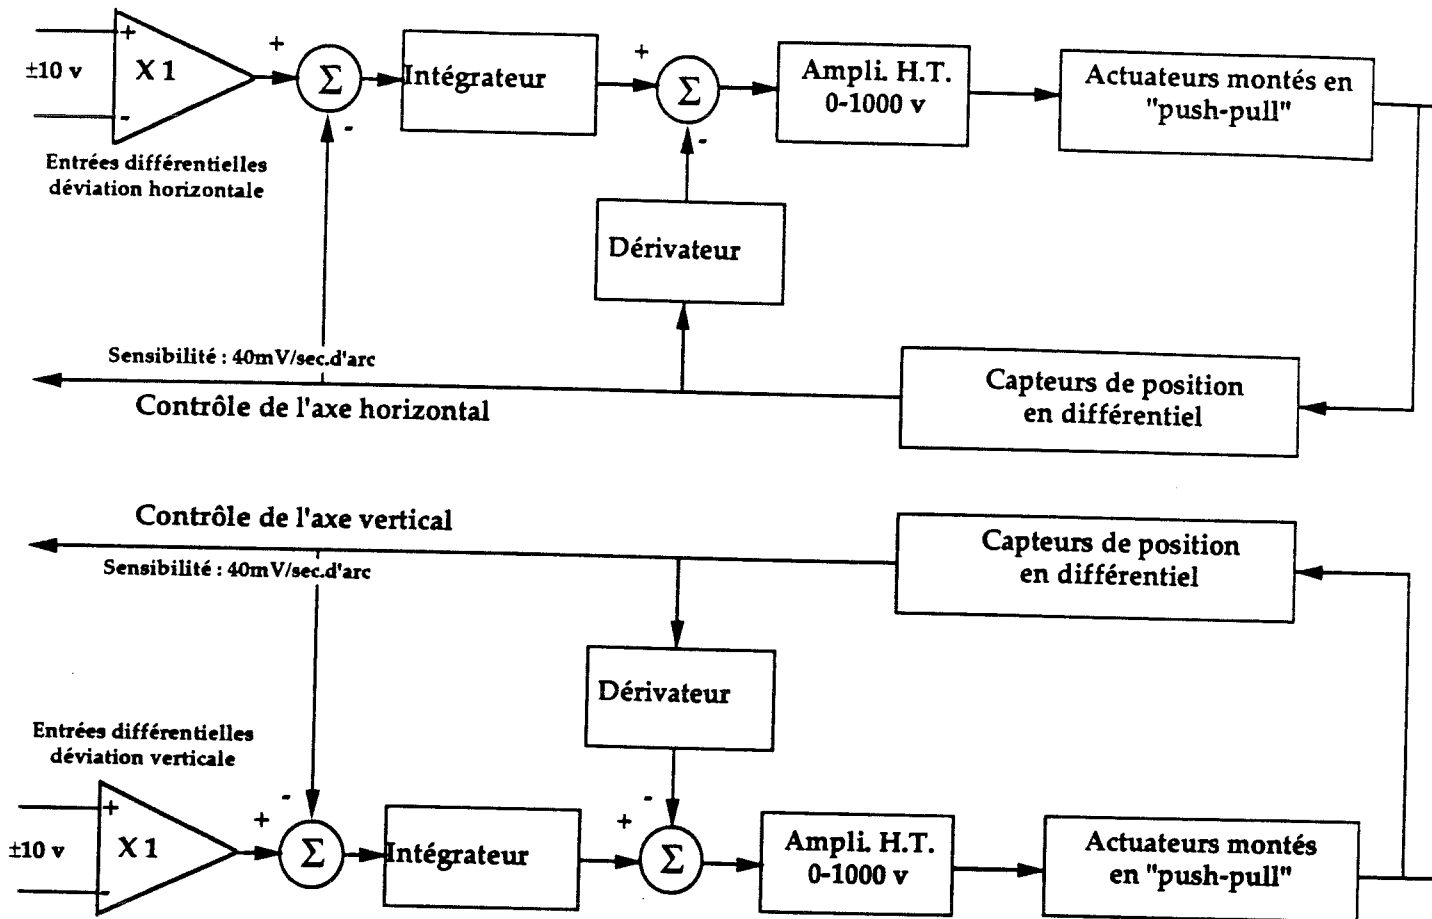 +
±10 v
X 1
-
+
Σ
-
Intégrateur
+
Σ
-
Ampli. H.T.
0-1000 v
Actuateurs montés en
"push-pull"
Entrées différentielles
déviation horizontale
Dérivateur
Sensibilité : 40mV/sec.d'arc
Contrôle de l'axe horizontal
Capteurs de position
en différentiel
Contrôle de l'axe vertical
Sensibilité : 40mV/sec.d'arc
Capteurs de position
en différentiel
Dérivateur
Entrées différentielles
déviation verticale
+
±10 v
X 1
-
+
-
Σ
Intégrateur
+
-
Σ
Ampli. H.T.
0-1000 v
Actuateurs montés
en "push-pull"